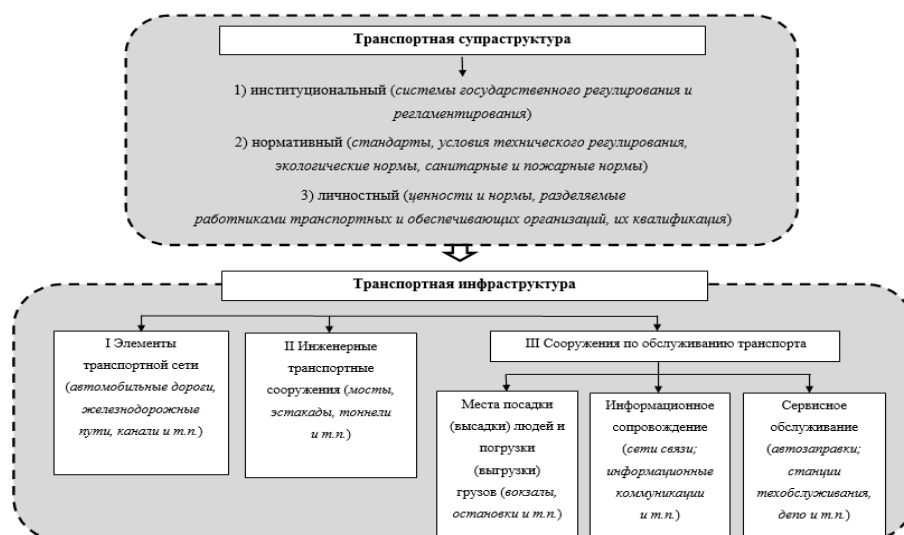 Транспортная супраструктура
1) институциональный (системы государственного регулирования и
регламентирования)
2) нормативный (стандарты, условия технического регулирования,
экологические нормы, санитарные и пожарные нормы)
3) личностный (ценности и нормы, разделяемые
работниками транспортных и обеспечивающих организаций, их квалификация)
Транспортная инфраструктура
I Элементы
транспортной сети
(автомобильные дороги,
железнодорожные
пути, каналы и т.п.)
II Инженерные
транспортные
сооружения (мосты,
эстакады, тоннели
и т.п.)
III Сооружения по обслуживанию транспорта
Места посадки
(высадки) людей и
погрузки
(выгрузки)
грузов (вокзалы,
остановки и т.п.)
Информационное
сопровождение
(сети связи;
информационные
коммуникации
и т.п.)
Сервисное
обслуживание
(автозаправки;
станции
техобслуживания,
депо и т.п.)